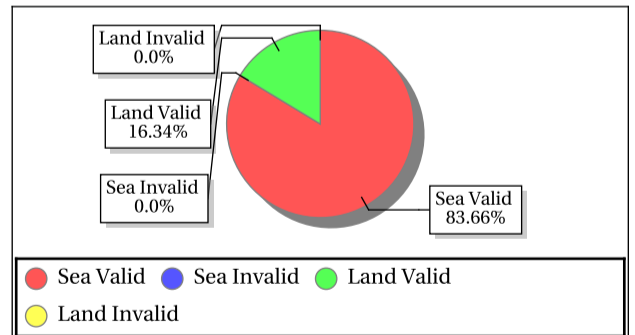 Land Invalid
0.0%
Land Valid
16.34%
Sea Invalid
0.0%
Sea Valid
83.66%
Sea Valid
Sea Invalid
Land Valid
Land Invalid